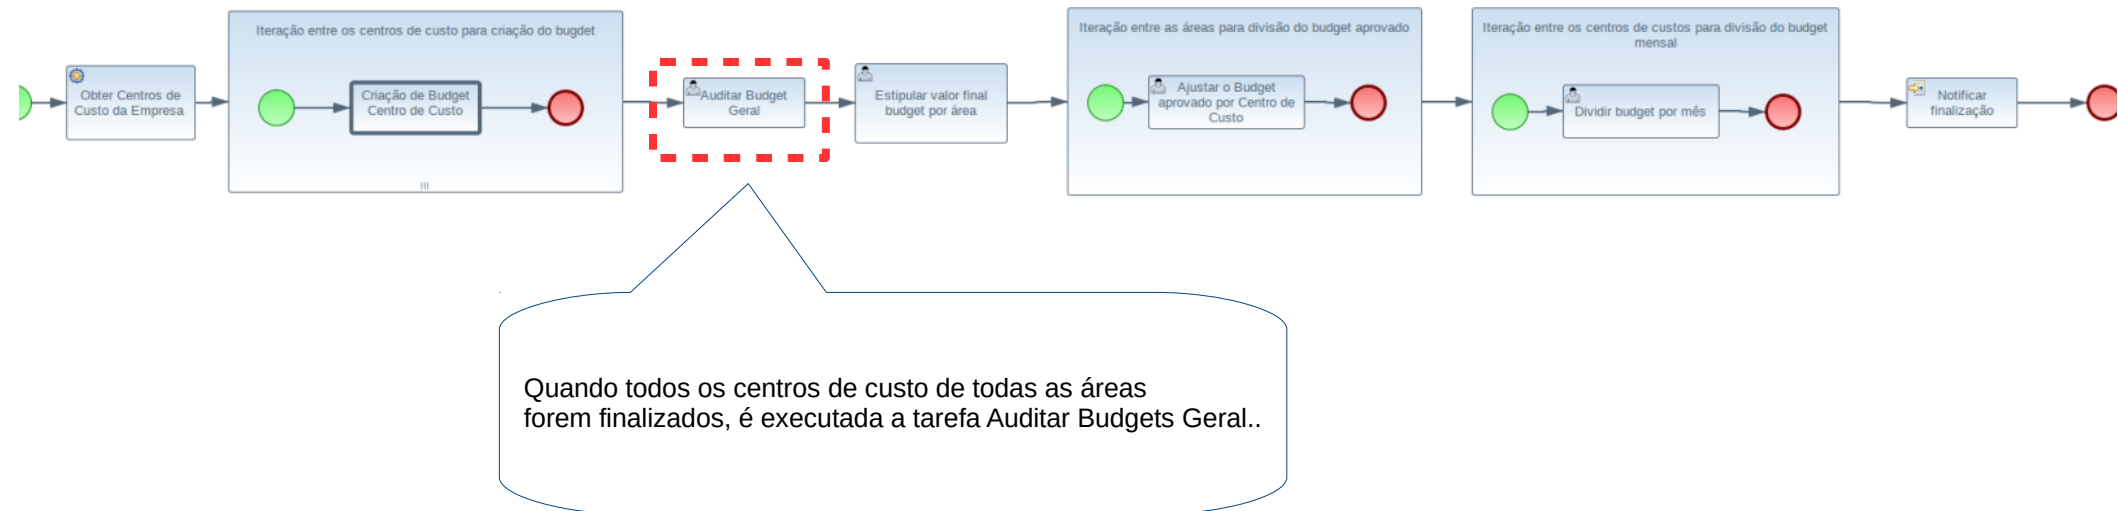 Obter Centros de
Custo da Empresa
Iteração entre os centros de custo para criação do bugdet
Criação de Budget
Centro de Custo
Auditar Budget
Geral
Estipular valor final
budget por área
Iteração entre as áreas para divisão do budget aprovado
Ajustar o Budget
aprovado por Centro de
Custo
Iteração entre os centros de custos para divisão do budget
mensal
Dividir budget por mês
Notificar
finalização
Quando todos os centros de custo de todas as áreas
forem finalizados, é executada a tarefa Auditar Budgets Geral..